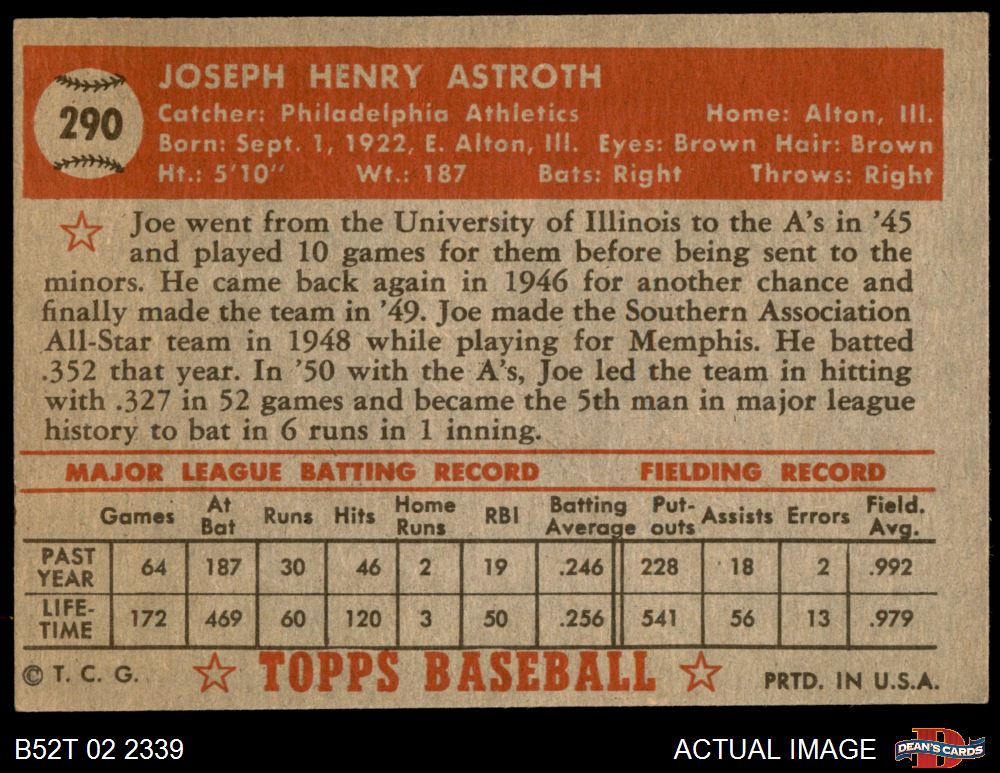 290
JOSEPH HENRY ASTROTH
Catcher: Philadelphia Athletics Home: Alton, Ill.
Born: Sept. 1, 1922, E. Alton, Ill. Eyes: Brown Hair: Brown
Ht.: 5'10" Wt.: 187 Bats: Right Throws: Right
Joe went from the University of Illinois to the A's in '45
and played 10 games for them before being sent to the
minors. He came back again in 1946 for another chance and
finally made the team in '49. Joe made the Southern Association
All-Star team in 1948 while playing for Memphis. He batted
.352 that year. In '50 with the A's, Joe led the team in hitting
with .327 in 52 games and became the 5th man in major league
history to bat in 6 runs in 1 inning.
MAJOR LEAGUE BATTING RECORD FIELDING RECORD
Games At Bat Runs Hits Home Runs RBI Batting Average Put-outs Assists Errors Field. Avg.
PAST YEAR 64 187 30 46 2 19 .246 228 18 2 .992
LIFE-TIME 172 469 60 120 3 50 .256 541 56 13 .979
© T. C. G. TOPPS BASEBALL PRTD. IN U.S.A.
B52T 02 2339 ACTUAL IMAGE D DEAN'S CARDS